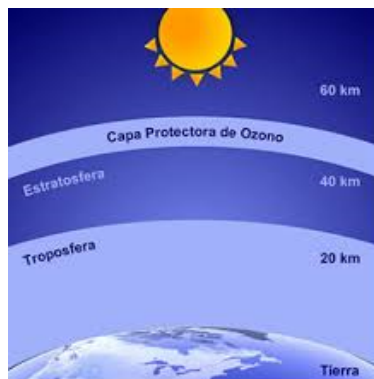 60 km
Capa Protectora de Ozono
Estratosfera
40 km
Troposfera
20 km
Tierra